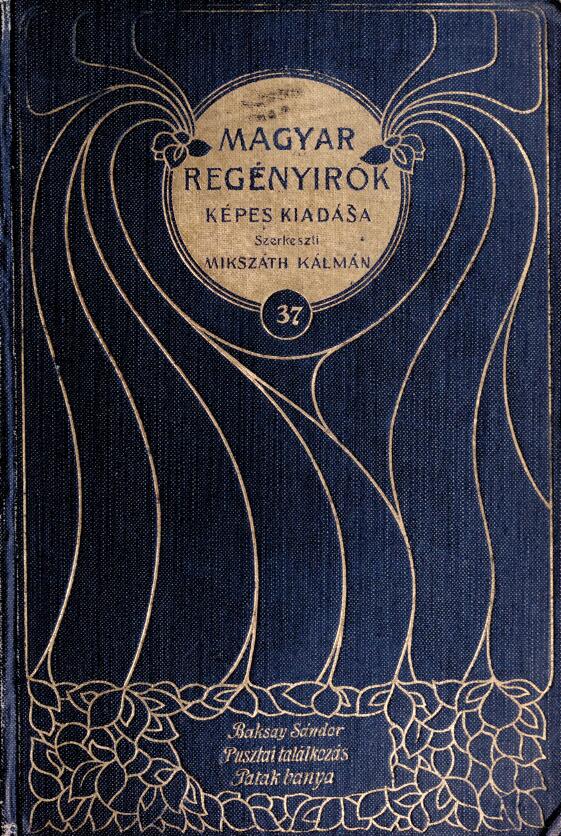 MAGYAR
REGÉNYIRÓK
KÉPES KIADÁSA
Szerkeszti
MIKSZÁTH KÁLMÁN
37
Baksay Sándor
Pusztai találkozás
Patak banya